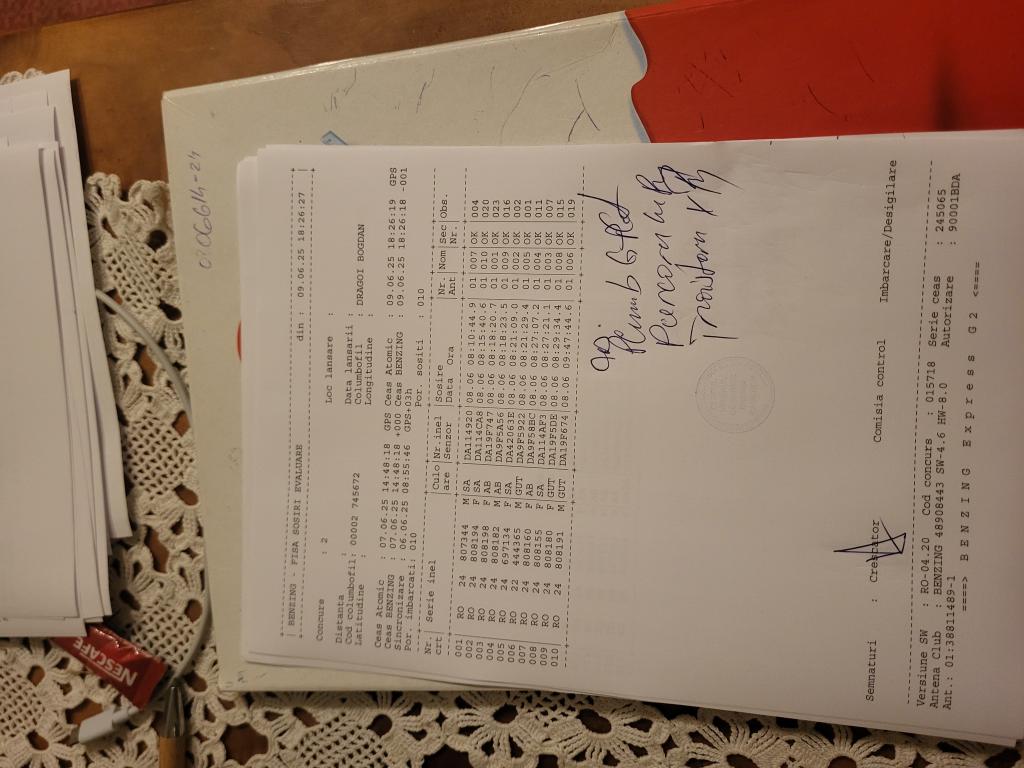 | BENZING - FISA SOSIRI EVALUARE din : 09.06.25 18:26:27 |
Concurs : 2 Loc lansare :
Distanta : Data lansarii :
Cod columbofil: 00002 745672 Columbofil : DRAGOI BOGDAN
Latitudine : Longitudine :
Ceas Atomic : 07.06.25 14:48:18 GPS Ceas Atomic : 09.06.25 18:26:19 GPS
Ceas BENZING : 07.06.25 14:48:18 +000 Ceas BENZING : 09.06.25 18:26:18 -001
Sincronizare : 06.06.25 08:55:46 GPS+03h
Por. imbarcati: 010 Por. sositi : 010
Nr.| Serie inel |Culo|Nr.inel |Sosire |Nr.|Nom|Sec|Obs.
crt| |are |Benzor |Data Ora |Ant| |Nr.|
001 RO 24 807344 M SA DA114920 08.06 08:10:44.9 01 007 OK 004
002 RO 24 808194 F SA DA114CA8 08.06 08:15:40.6 01 010 OK 020
003 RO 24 808198 F AB DA19F747 08.06 08:18:20.7 01 001 OK 023
004 RO 24 808182 M AB DA9F5A56 08.06 08:18:23.5 01 009 OK 016
005 RO 24 697134 F SA DA42063E 08.06 08:21:09.0 01 002 OK 002
006 RO 22 444365 M GUT DA9F5922 08.06 08:21:29.4 01 005 OK 001
007 RO 24 808160 F AB DA9F58BC 08.06 08:27:07.2 01 004 OK 011
008 RO 24 808155 F SA DA114AF3 08.06 08:27:21.1 01 003 OK 007
009 RO 24 808180 F GUT DA19F5DE 08.06 08:29:34.4 01 008 OK 015
010 RO 24 808191 M GUT DA19F674 08.06 09:47:44.6 01 006 OK 019
Semnaturi : Crescator Comisia control Imbarcare/Desigilare
Versiune SW : RO-04.20 Cod concurs : 015718 Serie ceas : 245065
Antena Club : BENZING 48908443 SW-4.6 HW-8.0 Autorizare : 90001BDA
Ant.: 01:38811489-1
====> B E N Z I N G E x p r e s s G 2 <====
NESCAFÉ